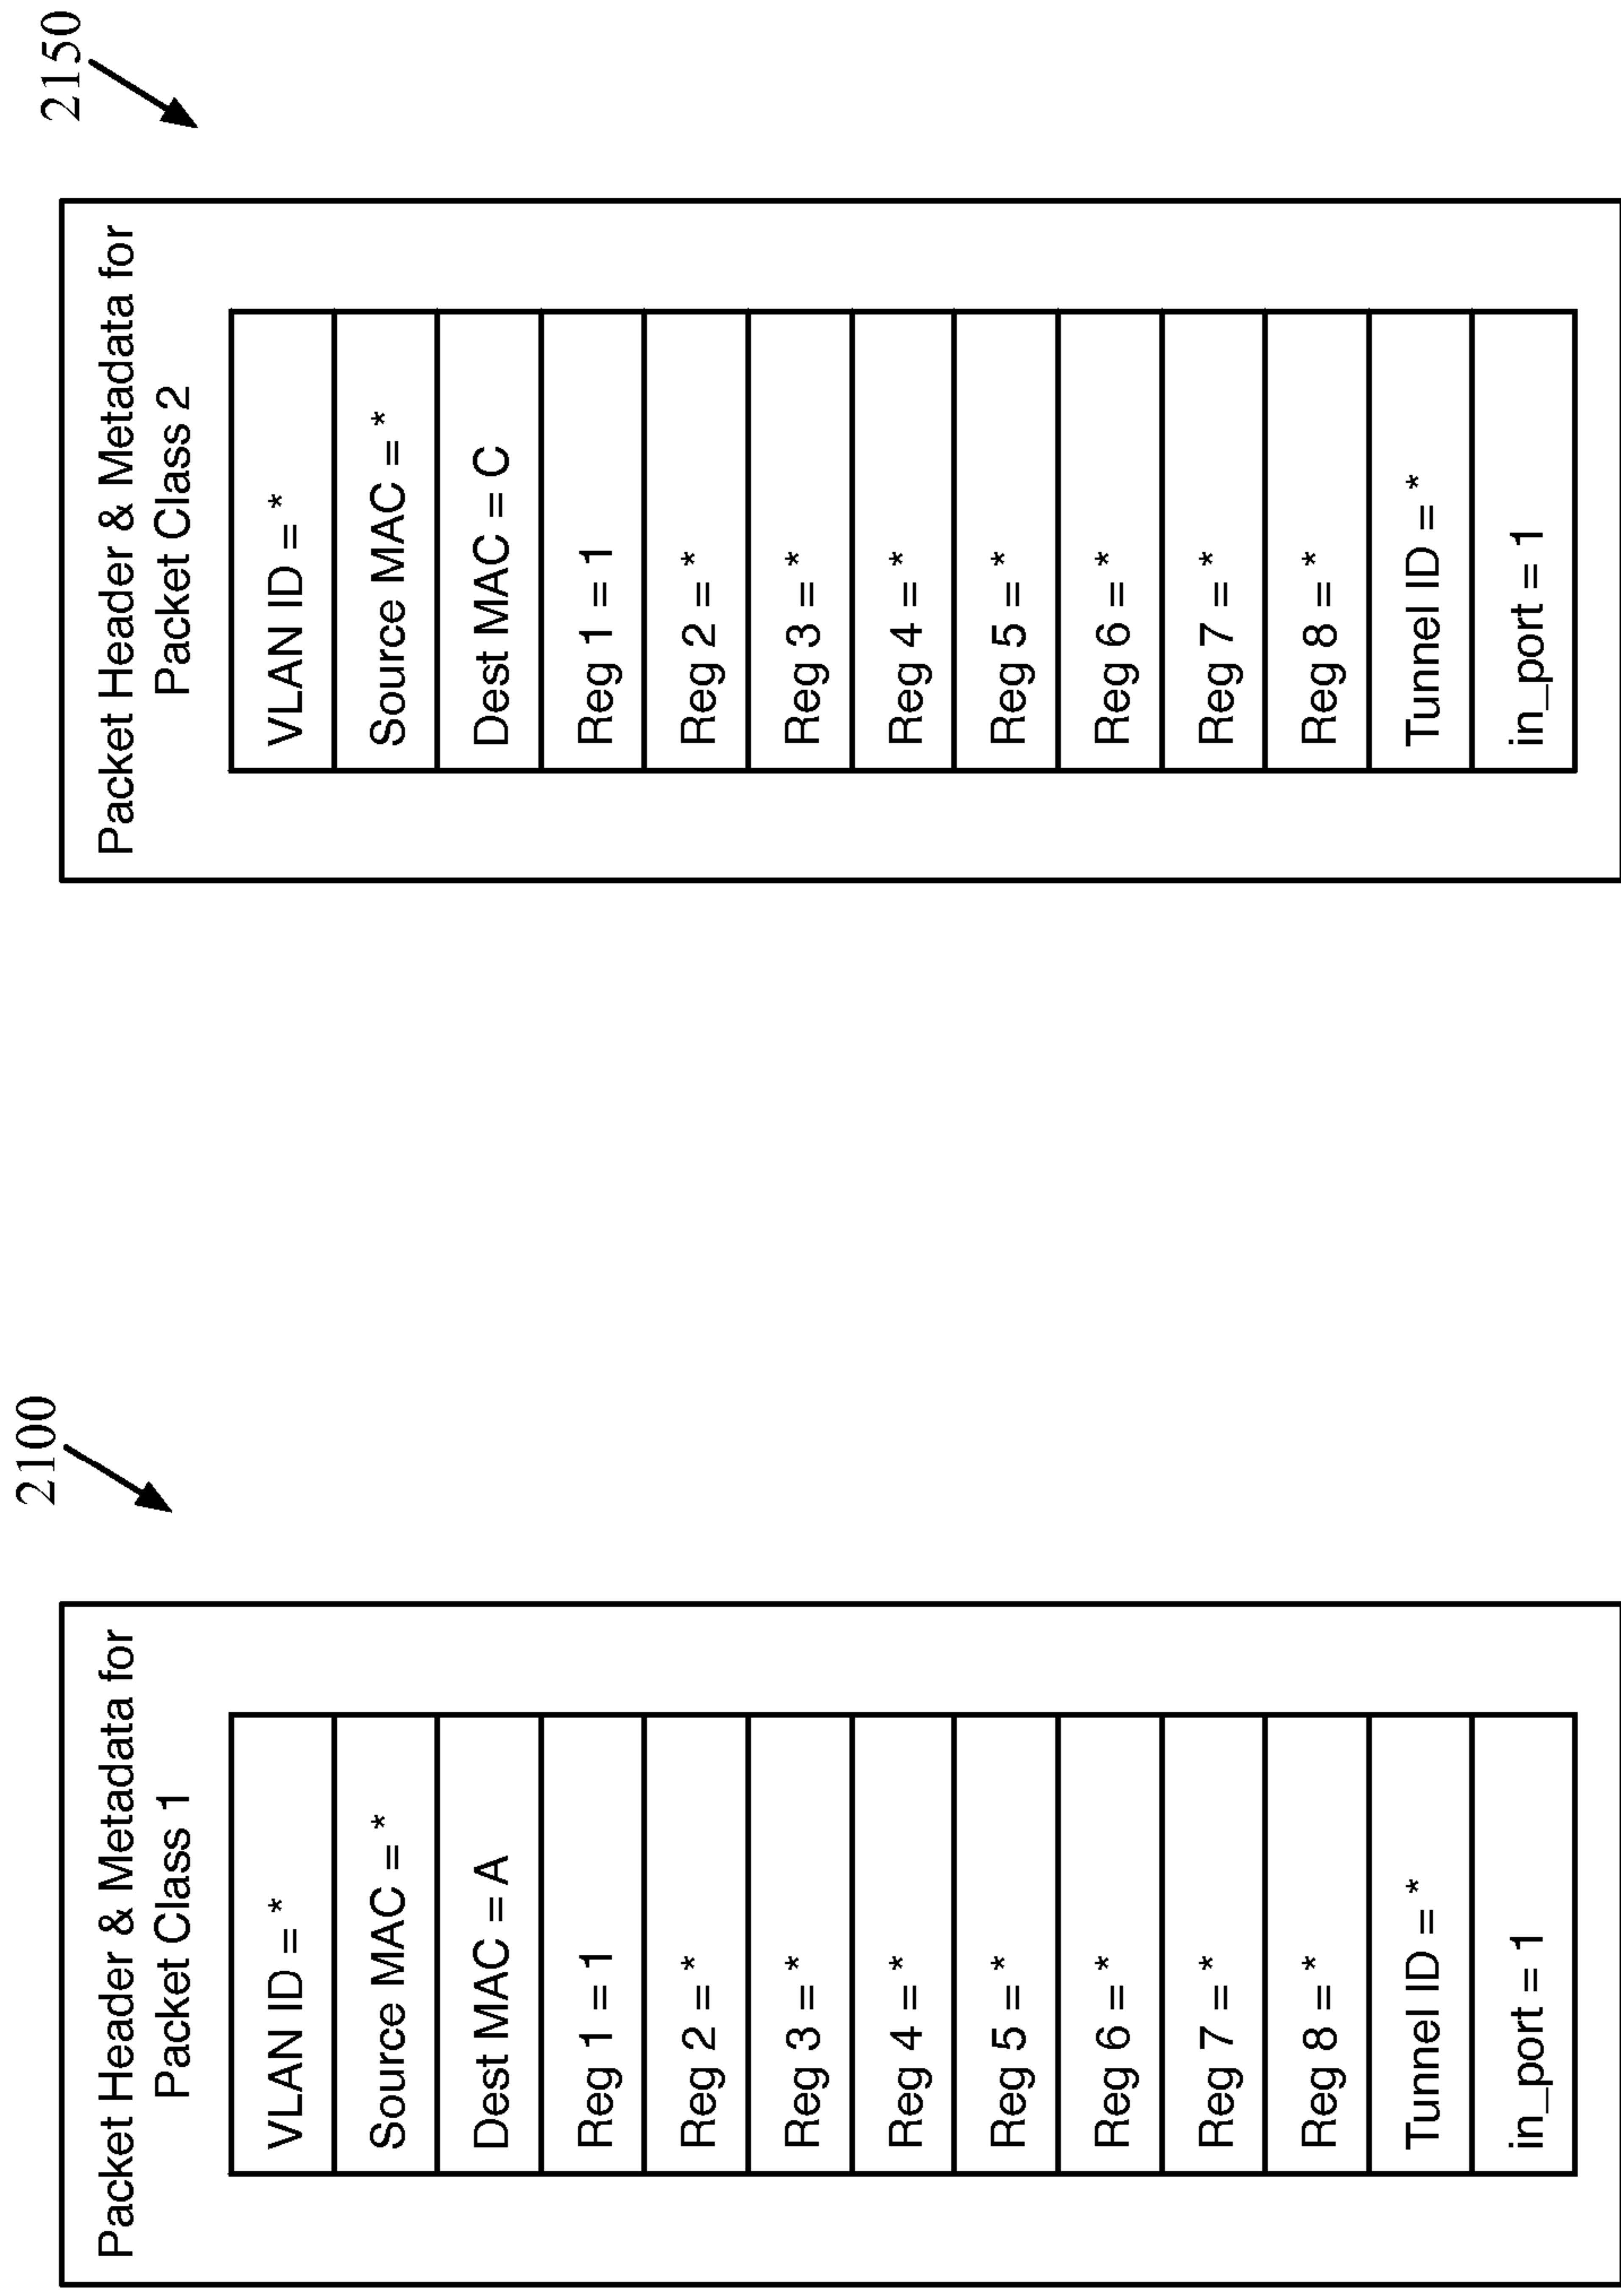 2100
Packet Header & Metadata for
Packet Class 1
VLAN ID = *
Source MAC = *
Dest MAC = A
Reg 1 = 1
Reg 2 = *
Reg 3 = *
Reg 4 = *
Reg 5 = *
Reg 6 = *
Reg 7 = *
Reg 8 = *
Tunnel ID = *
in_port = 1
2150
Packet Header & Metadata for
Packet Class 2
VLAN ID = *
Source MAC = *
Dest MAC = C
Reg 1 = 1
Reg 2 = *
Reg 3 = *
Reg 4 = *
Reg 5 = *
Reg 6 = *
Reg 7 = *
Reg 8 = *
Tunnel ID = *
in_port = 1